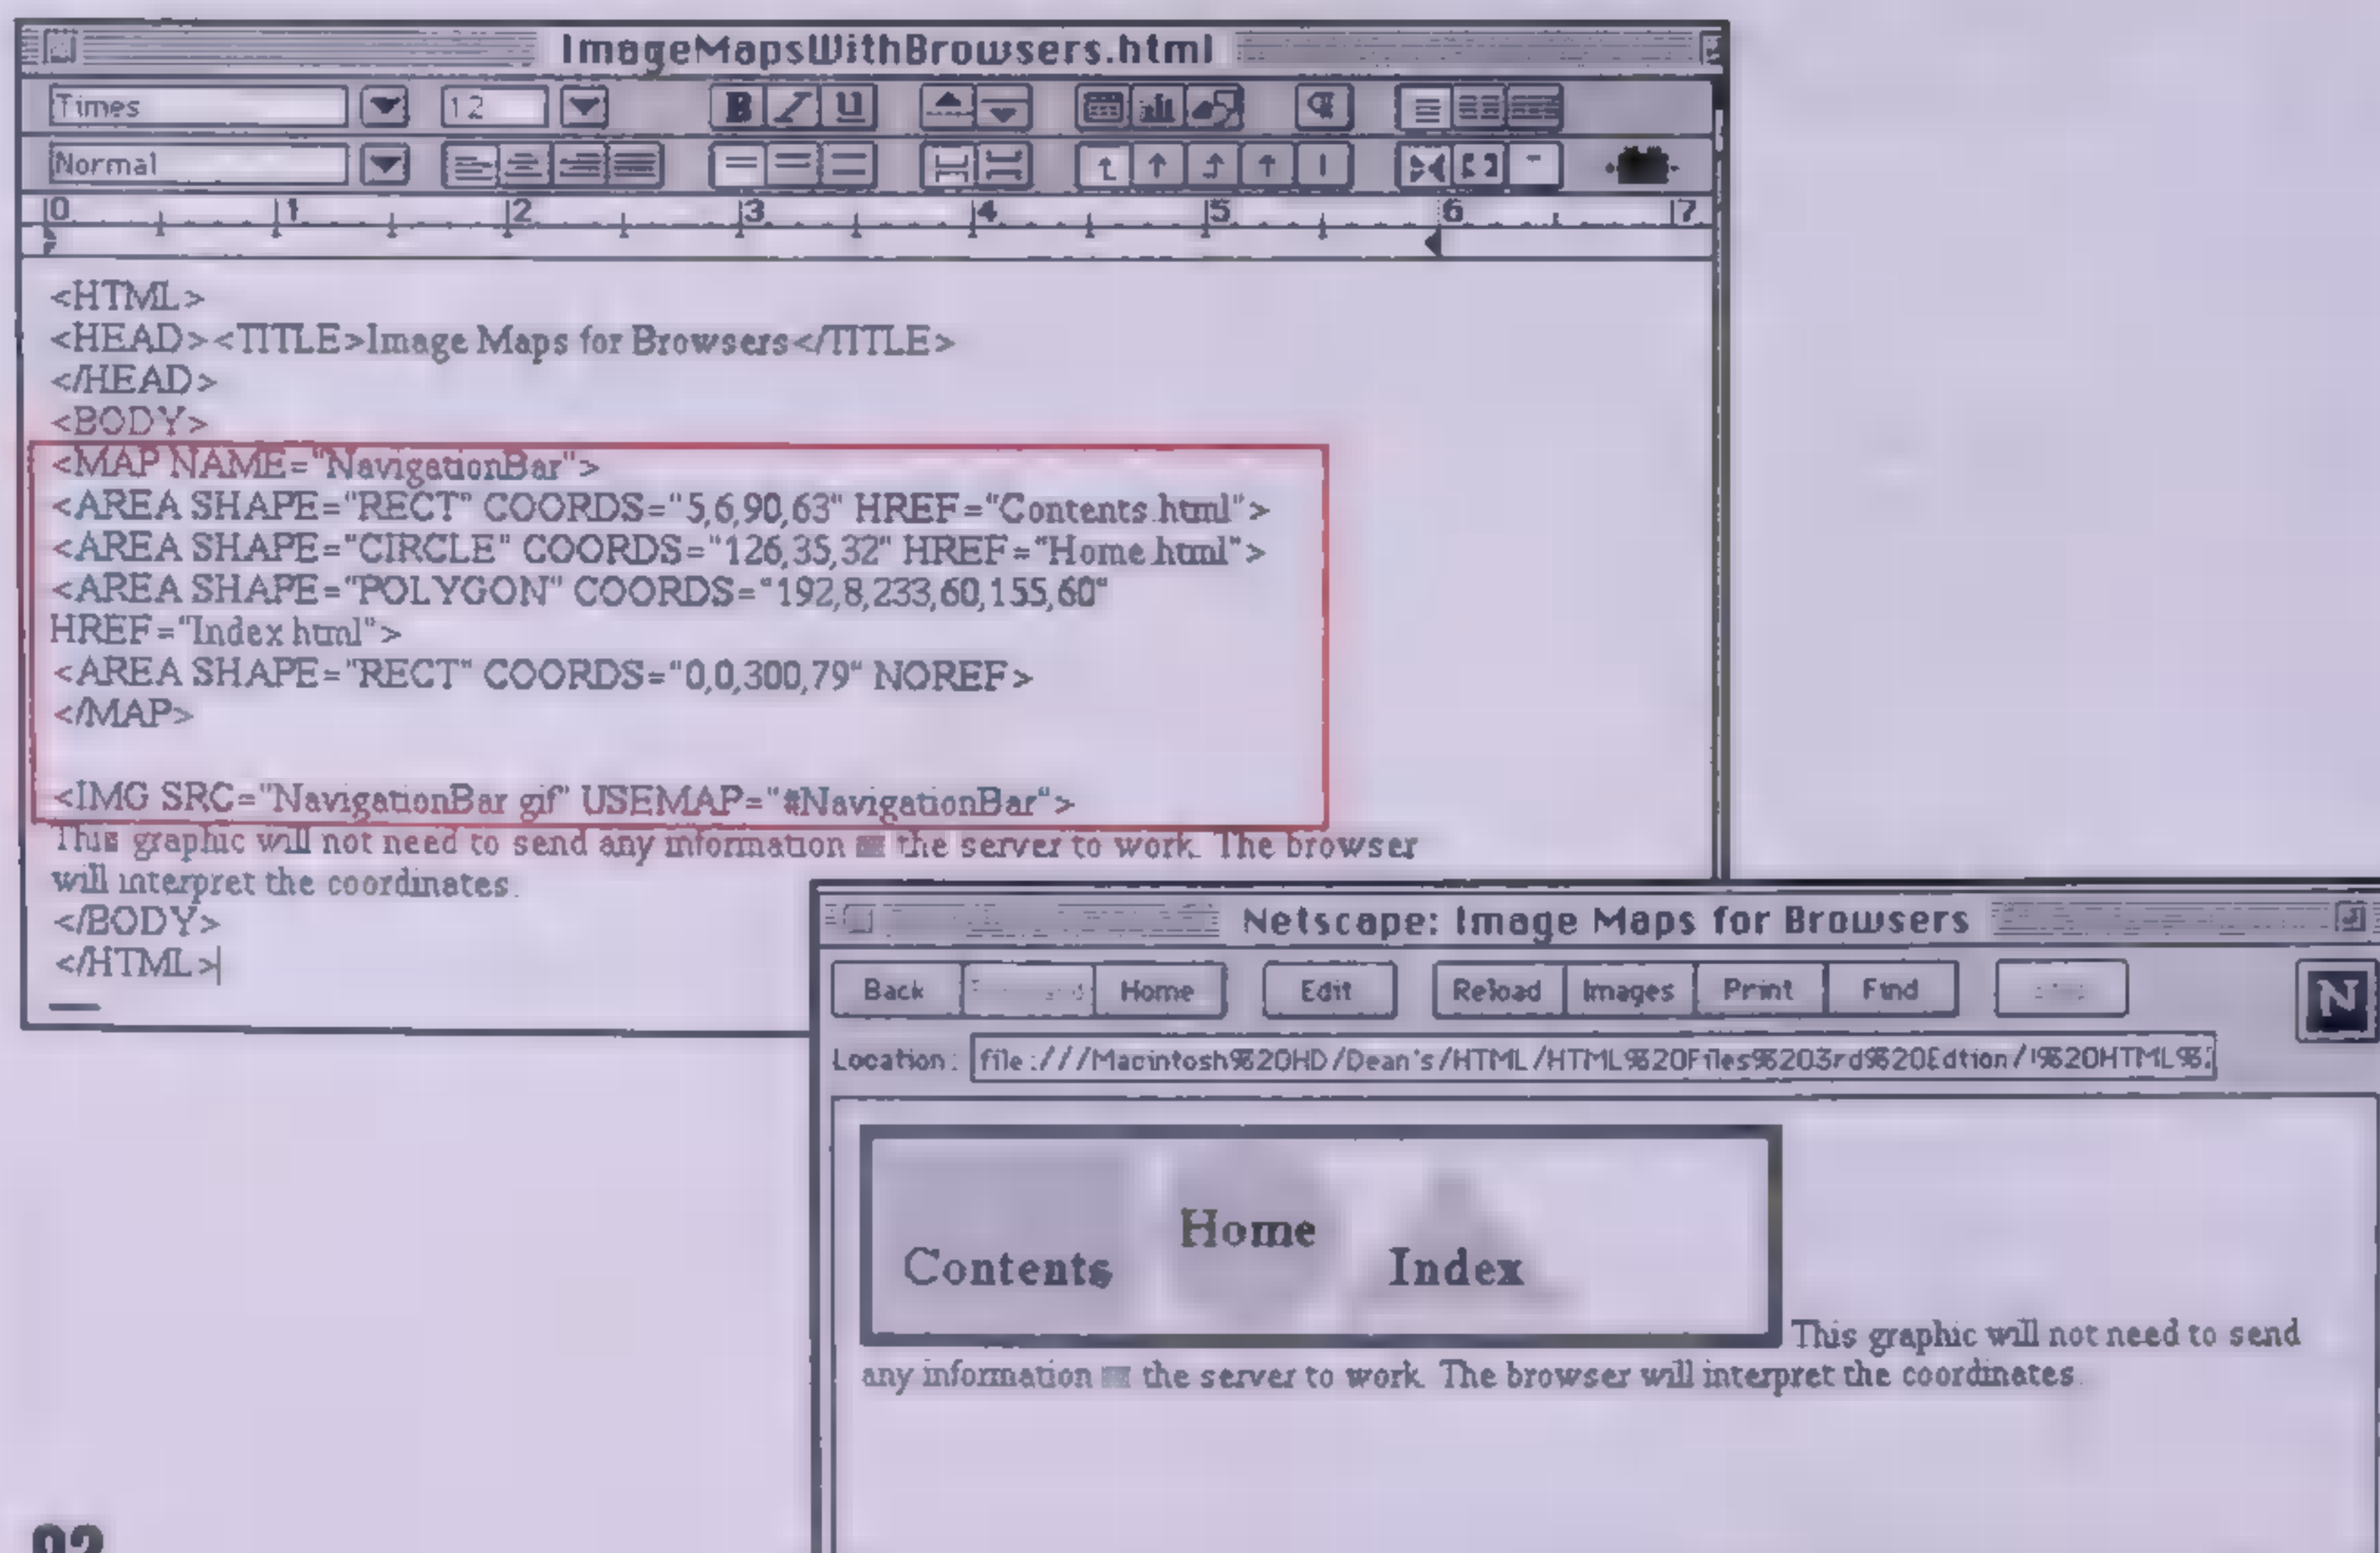 ImageMapsWithBrowsers.html
Times 12 B I U
Normal
0 1 2 3 4 5 6 7
<HTML>
<HEAD><TITLE>Image Maps for Browsers</TITLE>
</HEAD>
<BODY>
<MAP NAME="NavigationBar">
<AREA SHAPE="RECT" COORDS="5,6,90,63" HREF="Contents.html">
<AREA SHAPE="CIRCLE" COORDS="126,35,32" HREF="Home.html">
<AREA SHAPE="POLYGON" COORDS="192,8,233,60,155,60"
HREF="Index.html">
<AREA SHAPE="RECT" COORDS="0,0,300,79" NOREF>
</MAP>
<IMG SRC="NavigationBar.gif" USEMAP="#NavigationBar">
This graphic will not need to send any information the server to work. The browser
will interpret the coordinates.
</BODY>
</HTML>
Netscape: Image Maps for Browsers
Back Home Edit Reload Images Print Find N
Location: file:///Macintosh%20HD/Dean's/HTML/HTML%20Files%203rd%20Edtion/!%20HTML%
Contents Home Index
This graphic will not need to send
any information the server to work. The browser will interpret the coordinates.